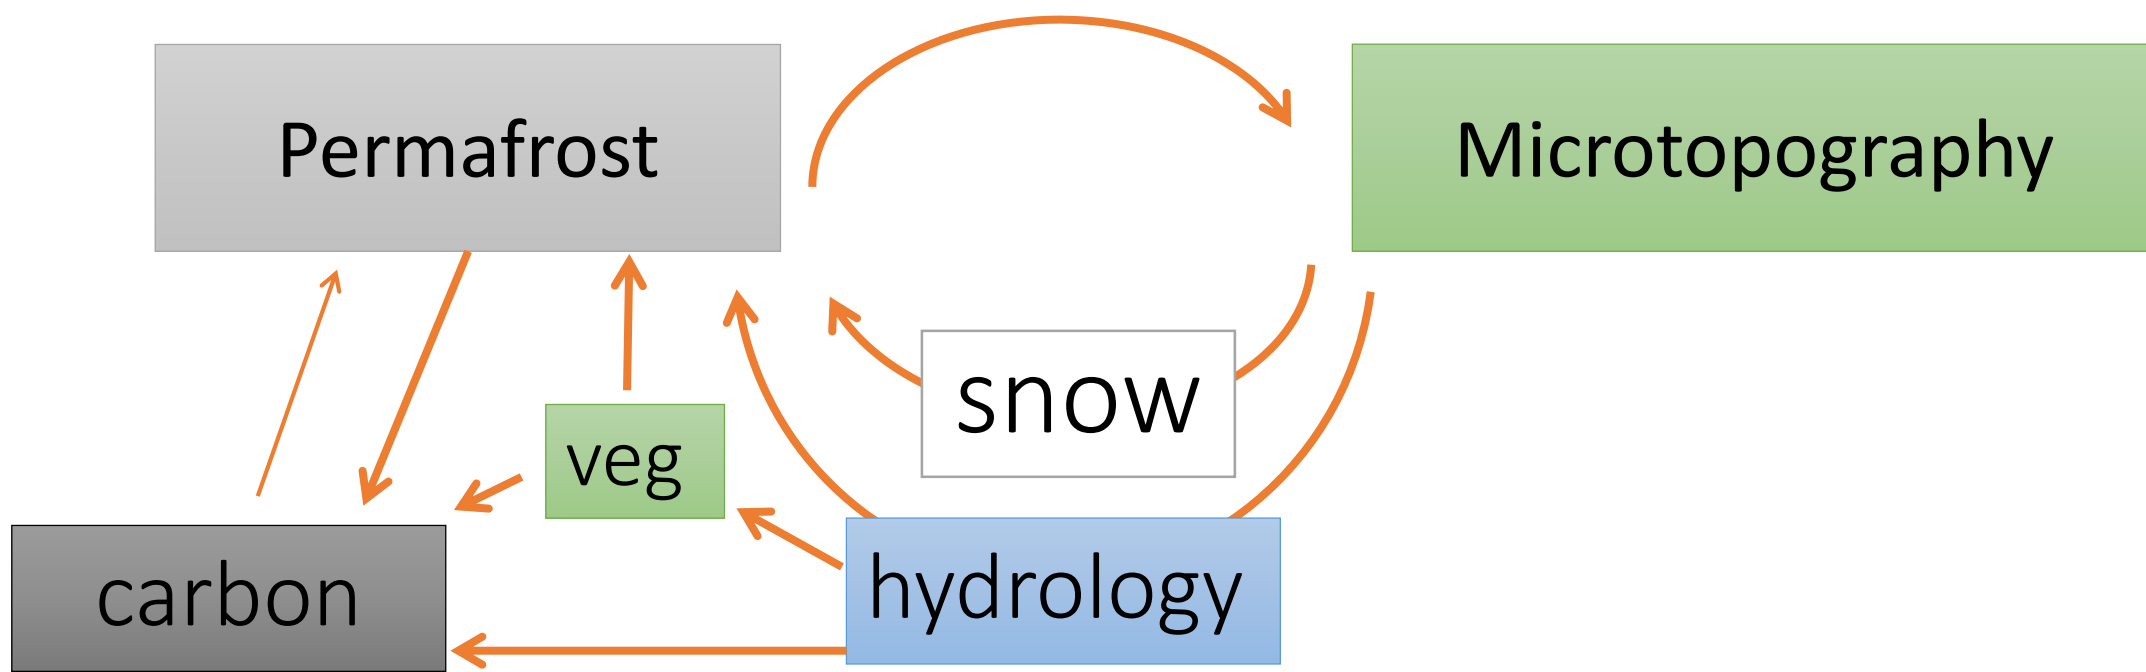 Permafrost
Microtopography
snow
veg
hydrology
carbon